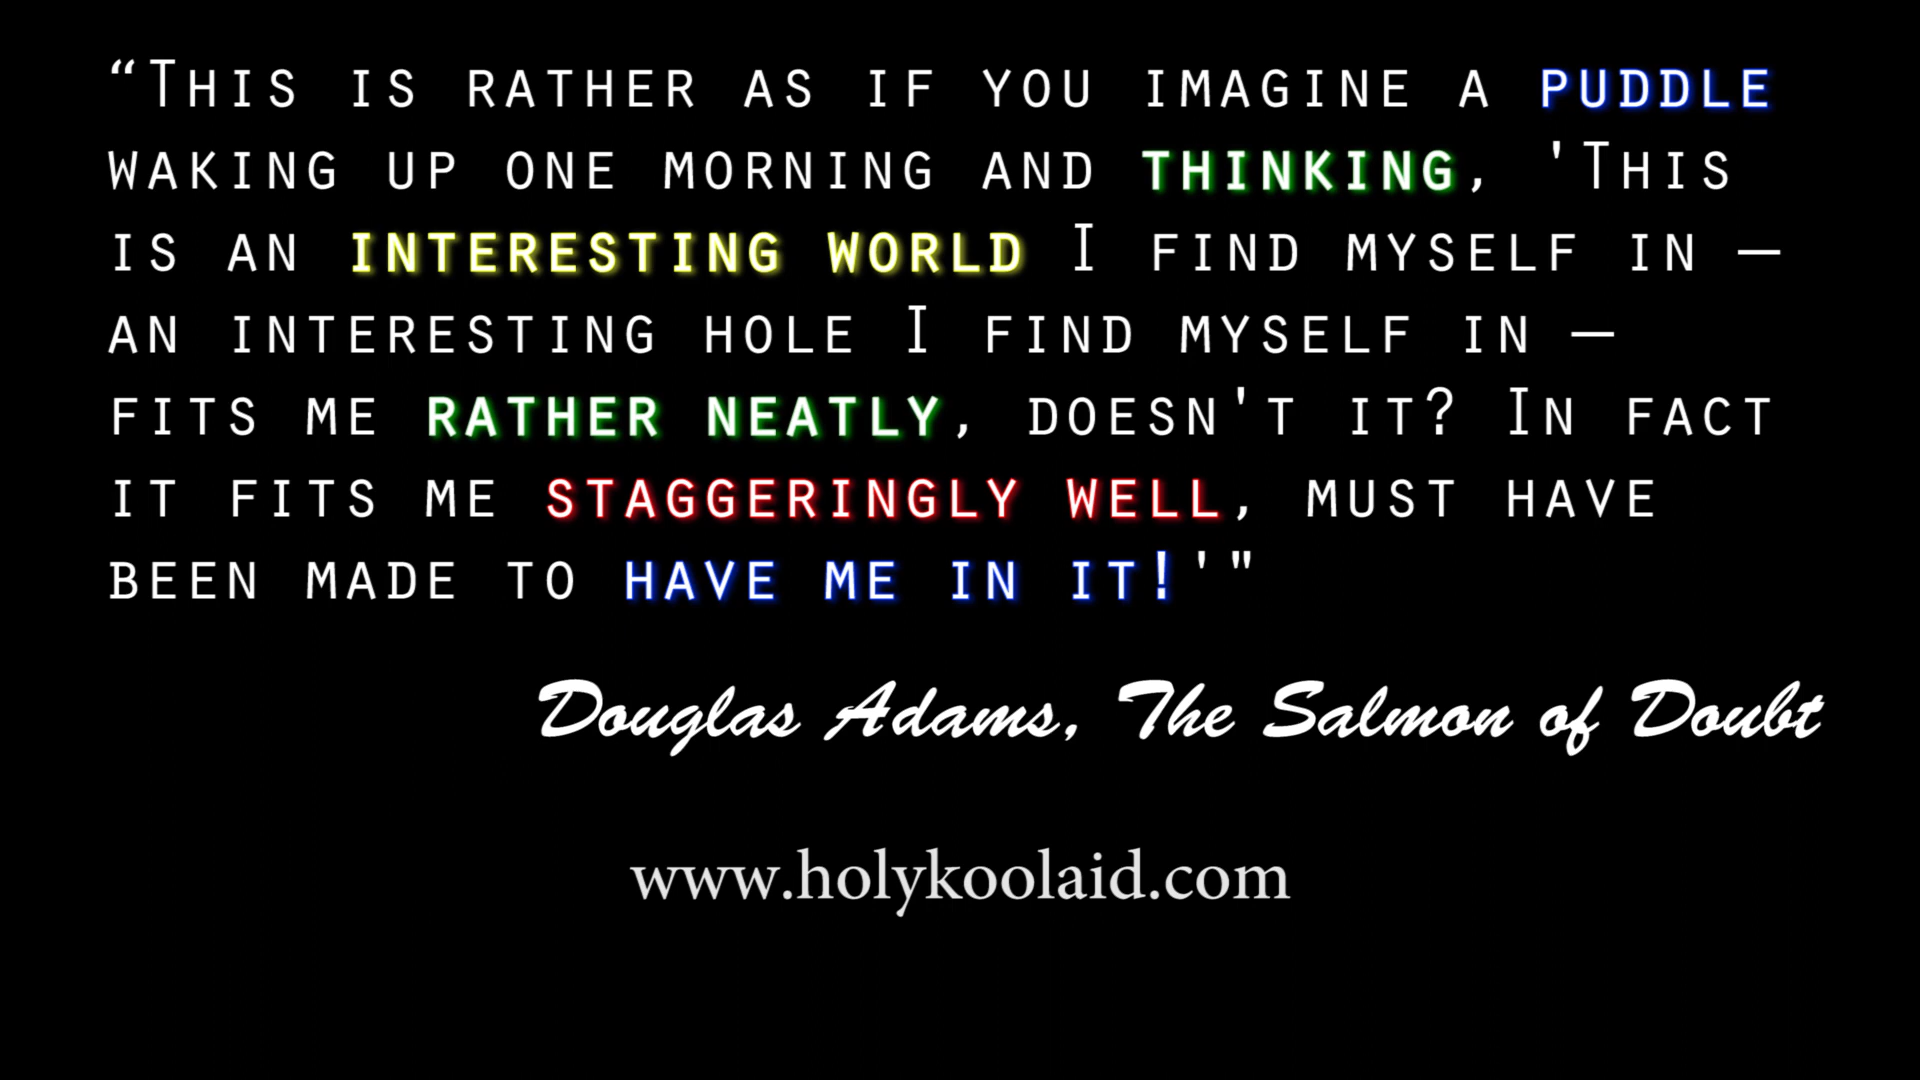 “This is rather as if you imagine a puddle
waking up one morning and thinking, 'This
is an interesting world I find myself in —
an interesting hole I find myself in —
fits me rather neatly, doesn't it? In fact
it fits me staggeringly well, must have
been made to have me in it!'"
Douglas Adams, The Salmon of Doubt
www.holykoolaid.com